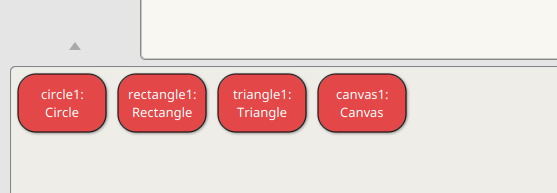 circle1:
Circle
rectangle1:
Rectangle
triangle1:
Triangle
canvas1:
Canvas